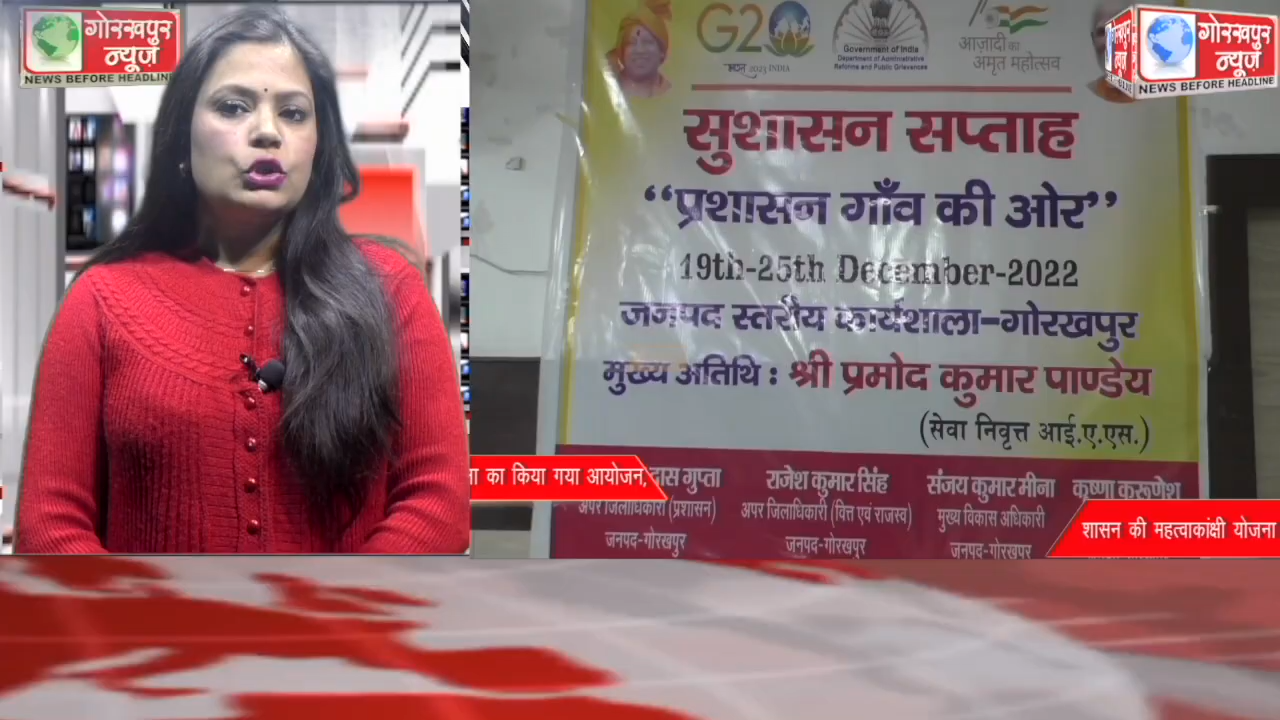 गोरखपुर
न्यूज़
NEWS BEFORE HEADLINE
G20
भारत 2023 INDIA
Government of India
Department of Administrative
Reforms and Public Grievances
आज़ादी का
अमृत महोत्सव
गोरखपुर
न्यूज़
NEWS BEFORE HEADLINE
सुशासन सप्ताह
“प्रशासन गाँव की ओर”
19th-25th December-2022
जनपद स्तरीय कार्यशाला-गोरखपुर
मुख्य अतिथि : श्री प्रमोद कुमार पाण्डेय
(सेवा निवृत्त आई.ए.एस.)
का किया गया आयोजन,
दास गुप्ता
अपर जिलाधिकारी (प्रशासन)
जनपद-गोरखपुर
राजेश कुमार सिंह
अपर जिलाधिकारी (वित्त एवं राजस्व)
जनपद-गोरखपुर
संजय कुमार मीना
मुख्य विकास अधिकारी
जनपद-गोरखपुर
कृष्णा करूणेश
शासन की महत्वाकांक्षी योजना